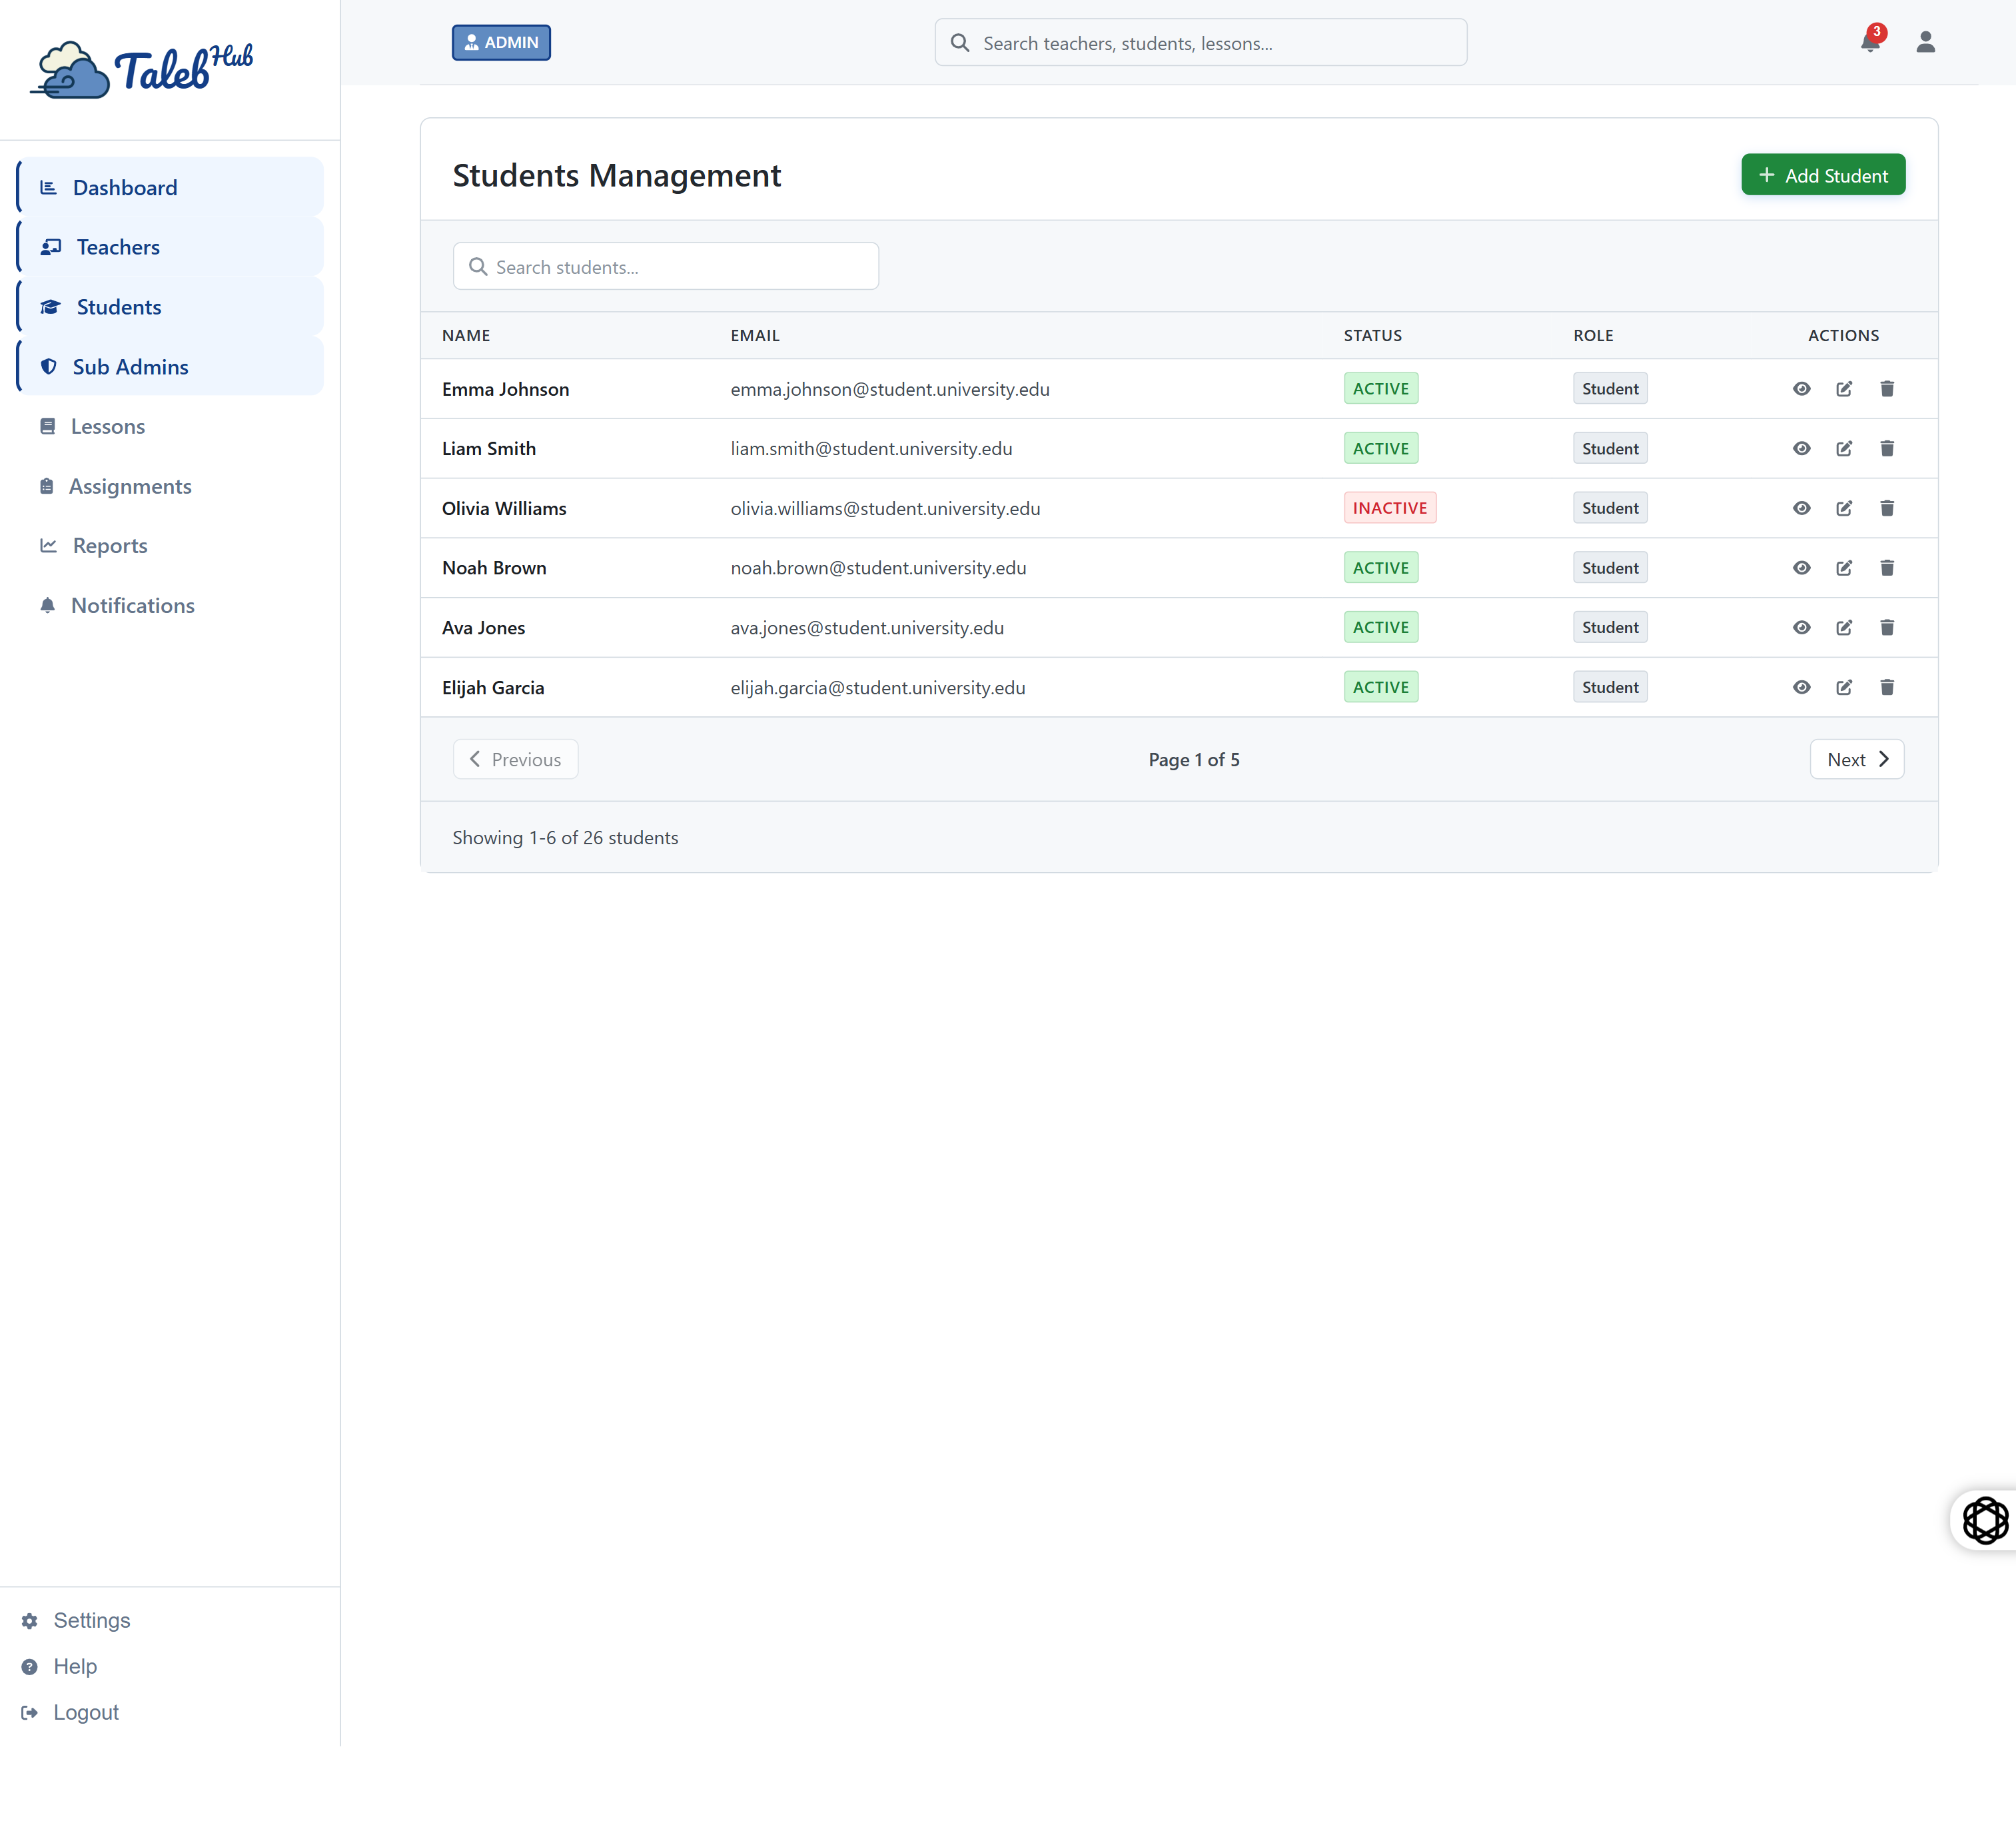 Taleb Hub
Dashboard
Teachers
Students
Sub Admins
Lessons
Assignments
Reports
Notifications
Settings
Help
Logout
ADMIN
Search teachers, students, lessons...
3
Students Management
Add Student
Search students...
NAME EMAIL STATUS ROLE ACTIONS
Emma Johnson emma.johnson@student.university.edu ACTIVE Student
Liam Smith liam.smith@student.university.edu ACTIVE Student
Olivia Williams olivia.williams@student.university.edu INACTIVE Student
Noah Brown noah.brown@student.university.edu ACTIVE Student
Ava Jones ava.jones@student.university.edu ACTIVE Student
Elijah Garcia elijah.garcia@student.university.edu ACTIVE Student
Previous Page 1 of 5 Next
Showing 1-6 of 26 students